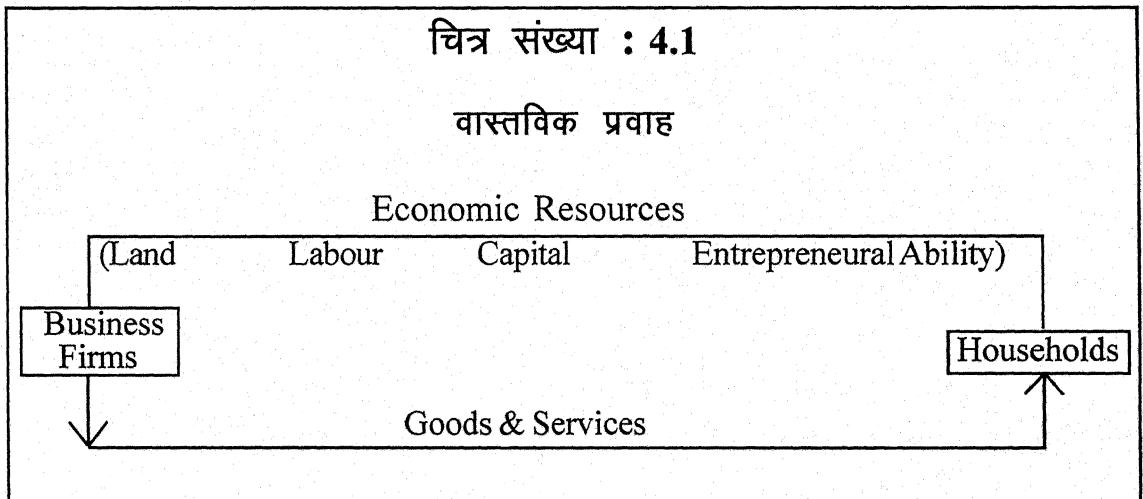 चित्र संख्या : 4.1
वास्तविक प्रवाह
Economic Resources
(Land Labour Capital Entrepreneural Ability)
Business
Firms
Households
Goods & Services